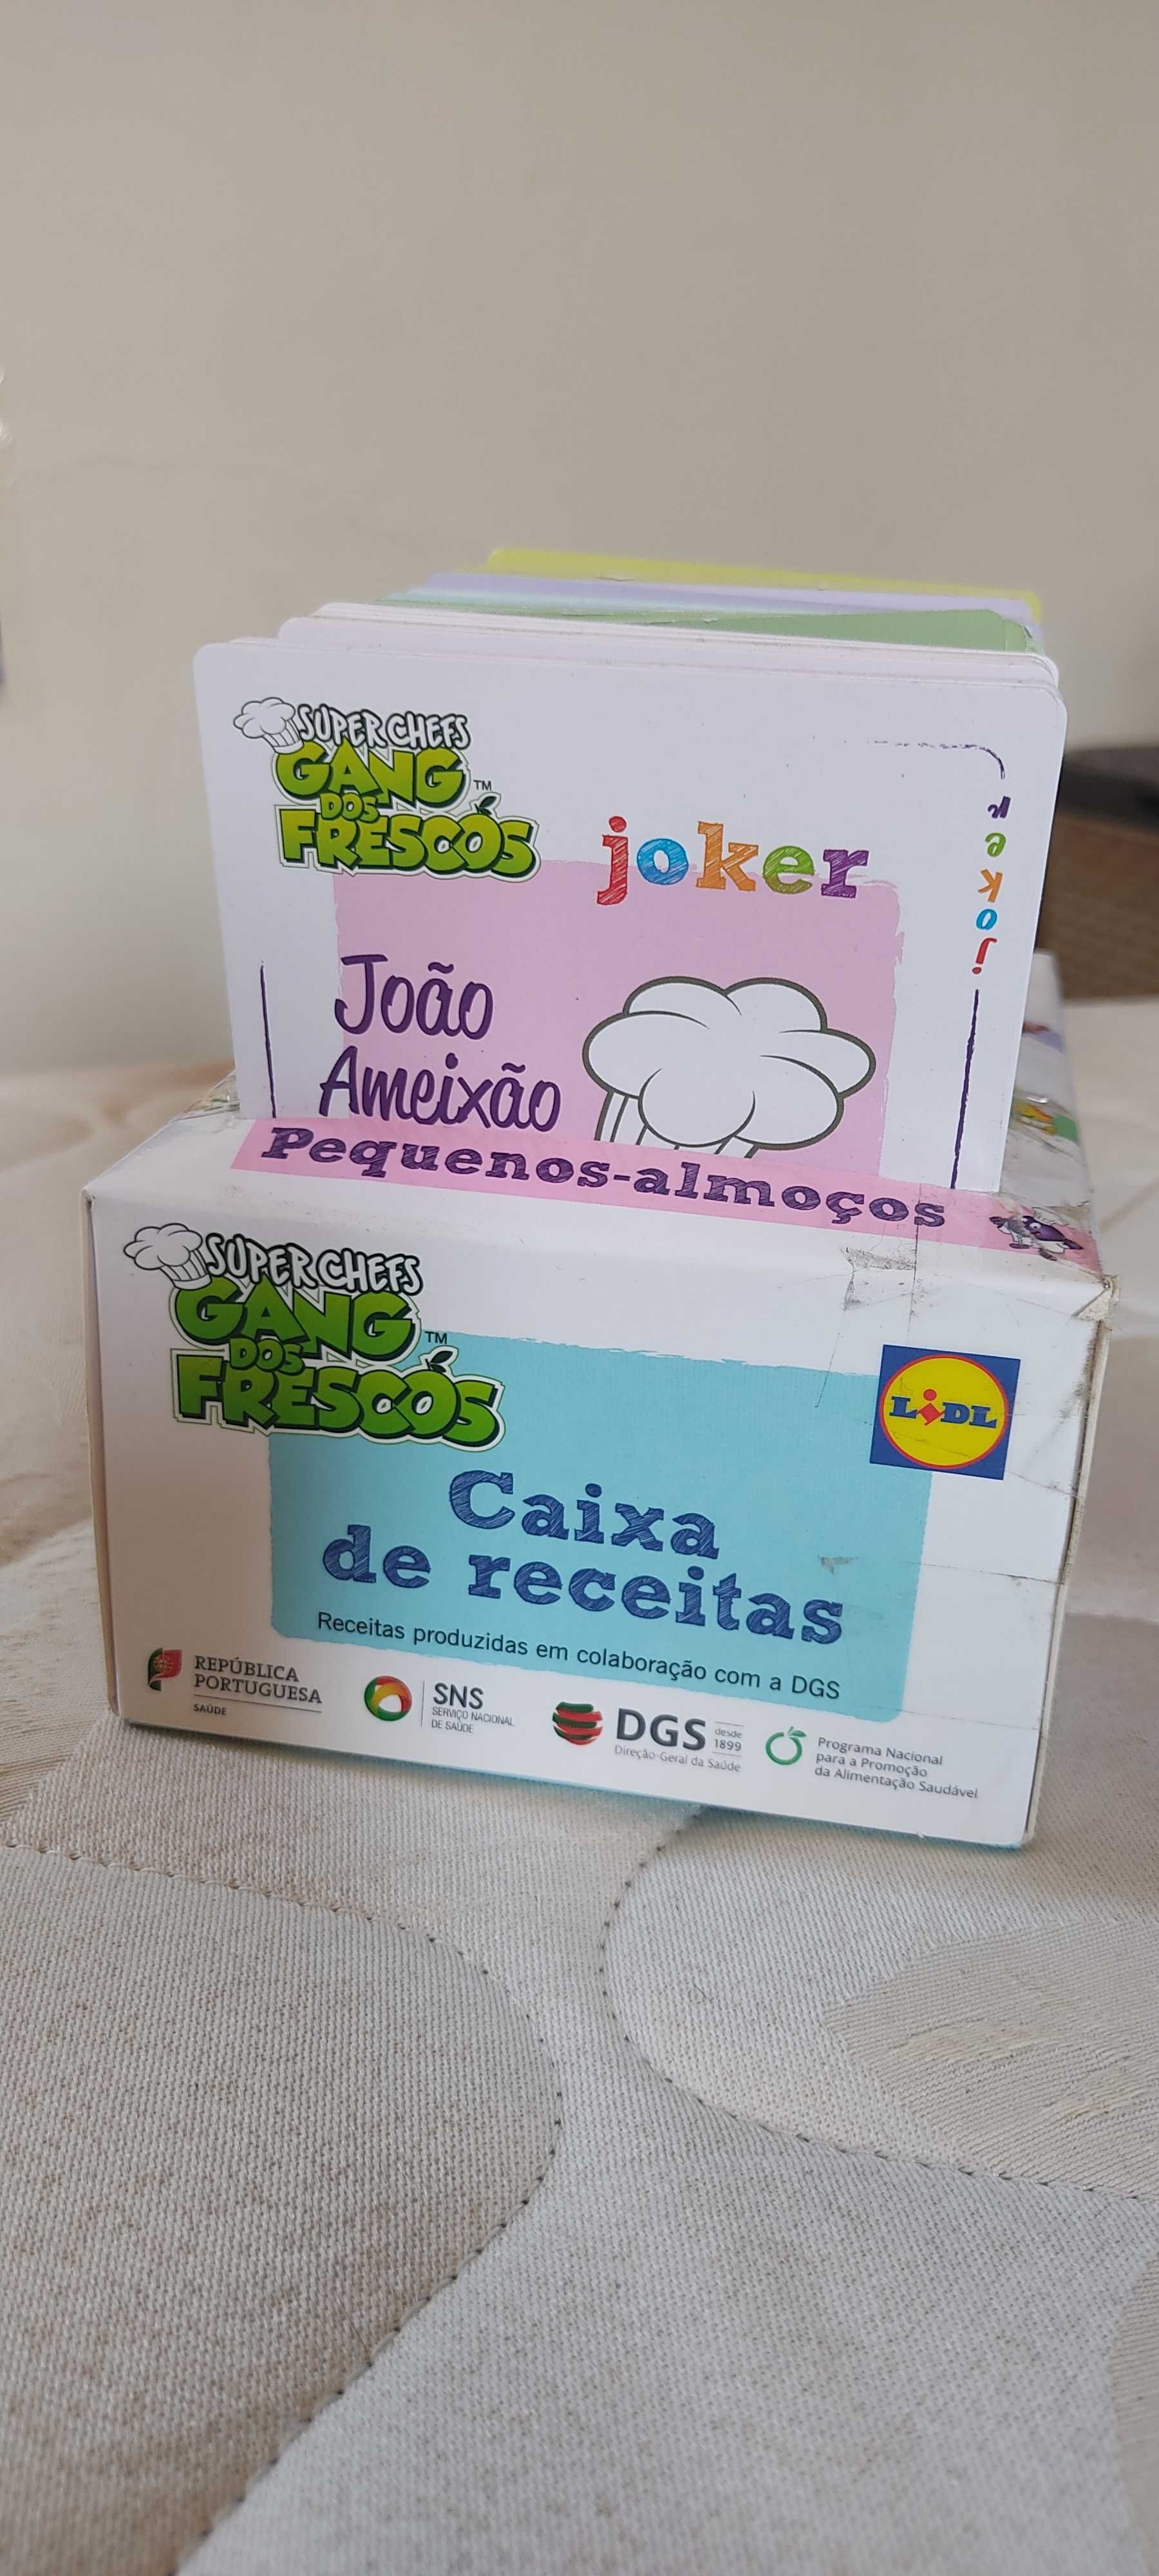 SUPER CHEFS
GANG
DOS
FRESCOS
TM
joker
joker
João
Ameixão
Pequenos-almoços
SUPER CHEFS
GANG
DOS
FRESCOS
TM
LIDL
Caixa
de receitas
Receitas produzidas em colaboração com a DGS
REPÚBLICA
PORTUGUESA
SAÚDE
SNS
SERVIÇO NACIONAL
DE SAÚDE
DGS
desde
1899
Direção-Geral da Saúde
Programa Nacional
para a Promoção
da Alimentação Saudável